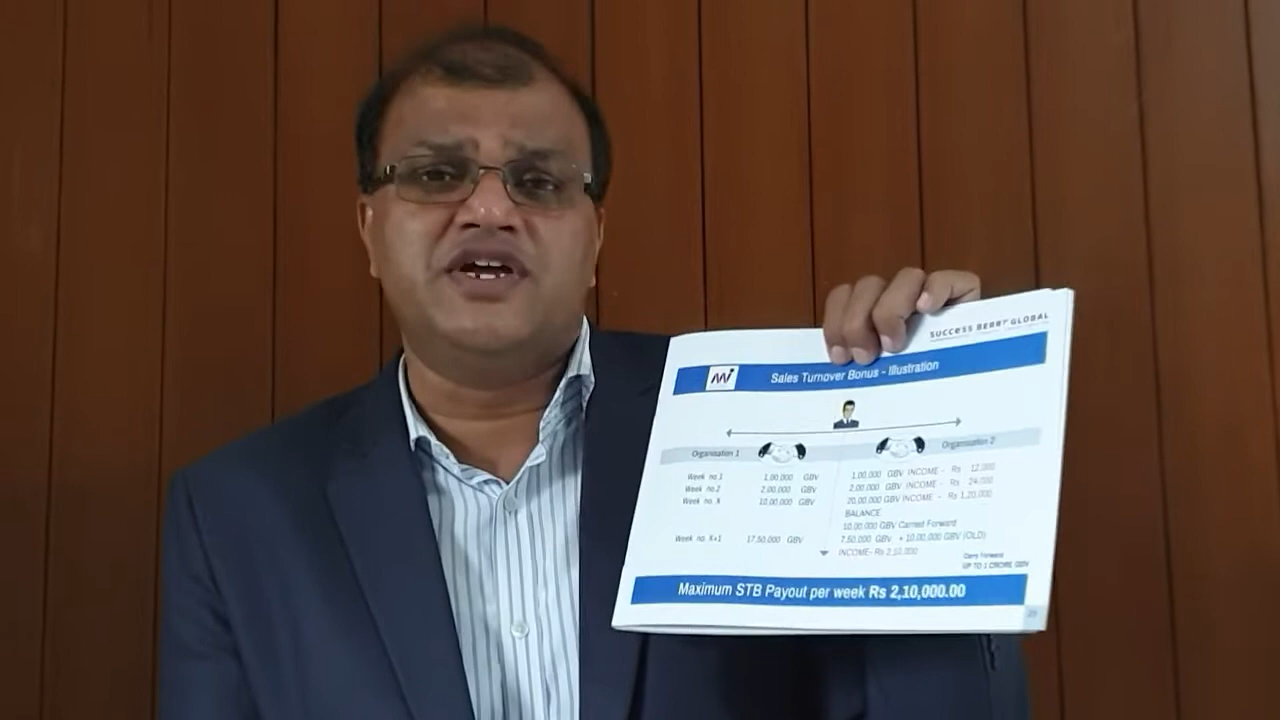 SUCCESS BERRY GLOBAL
Sales Turnover Bonus - Illustration
Organisation 1
Organisation 2
Week no.1 1,00,000 GBV 1,00,000 GBV INCOME - Rs 12,000
Week no.2 2,00,000 GBV 2,00,000 GBV INCOME - Rs 24,000
Week no. X 10,00,000 GBV 20,00,000 GBV INCOME - Rs 1,20,000
BALANCE
10,00,000 GBV Carried Forward
Week no. X+1 17,50,000 GBV 7,50,000 GBV + 10,00,000 GBV (OLD)
INCOME- Rs 2,10,000
Carry Forward
UP TO 1 CRORE GBV
Maximum STB Payout per week Rs 2,10,000.00